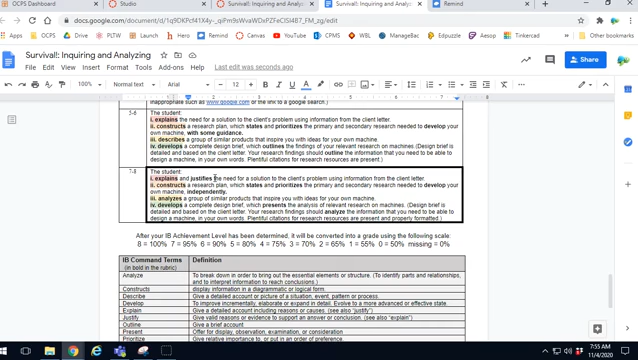 OCPS Dashboard
Studio
Survival!: Inquiring and Analyzing
Survival!: Inquiring and Analyzing
Remind
docs.google.com/document/d/1q9DKPcf41X4y-_qiPm9sWvaWDxPZFeClSI4B7_FM_zg/edit
Apps
OCPS
Drive
PLTW
Launch
Hero
Remind
Canvas
YouTube
CPMS
WBL
ManageBac
Edpuzzle
Aesop
Tinkercad
Other bookmarks
Survival!: Inquiring and Analyzing
File Edit View Insert Format Tools Add-ons Help Last edit was seconds ago
Share
100% Normal text Arial 12
inappropriate such as www.google.com or the link to a google search.)
5-6
The student:
i. explains the need for a solution to the client's problem using information from the client letter.
ii. constructs a research plan, which states and prioritizes the primary and secondary research needed to develop your
own machine, with some guidance.
iii. describes a group of similar products that inspire you with ideas for your own machine.
iv. develops a complete design brief, which outlines the findings of your relevant research on machines. (Design brief is
detailed and based on the client letter. Your research findings should outline the information that you need to be able to
design a machine, in your own words. Plentiful citations for research resources are present.)
7-8
The student:
i. explains and justifies the need for a solution to the client's problem using information from the client letter.
ii. constructs a research plan, which states and prioritizes the primary and secondary research needed to develop your
own machine, independently.
iii. analyzes a group of similar products that inspire you with ideas for your own machine.
iv. develops a complete design brief, which presents the analysis of relevant research on machines. (Design brief is
detailed and based on the client letter. Your research findings should analyze the information that you need to be able to
design a machine in your own words. Plentiful citations for research resources are present and properly formatted.)
After your IB Achievement Level has been determined, it will be converted into a grade using the following scale:
8 = 100% 7 = 95% 6 = 90% 5 = 80% 4 = 75% 3 = 70% 2 = 65% 1 = 55% 0 = 50% missing = 0%
IB Command Terms Definition
(in bold in the rubric)
Analyze To break down in order to bring out the essential elements or structure. (To identify parts and relationships,
and to interpret information to reach conclusions.)
Constructs display information in a diagrammatic or logical form.
Describe Give a detailed account or picture of a situation, event, pattern or process.
Develop To improve incrementally, elaborate or expand in detail. Evolve to a more advanced or effective state.
Explain Give a detailed account including reasons or causes. (see also "justify")
Justify Give valid reasons or evidence to support an answer or conclusion. (see also "explain")
Outline Give a brief account
Present Offer for display, observation, examination, or consideration
Prioritize Give relative importance to, or put in an order of preference.
7:55 AM
11/4/2020